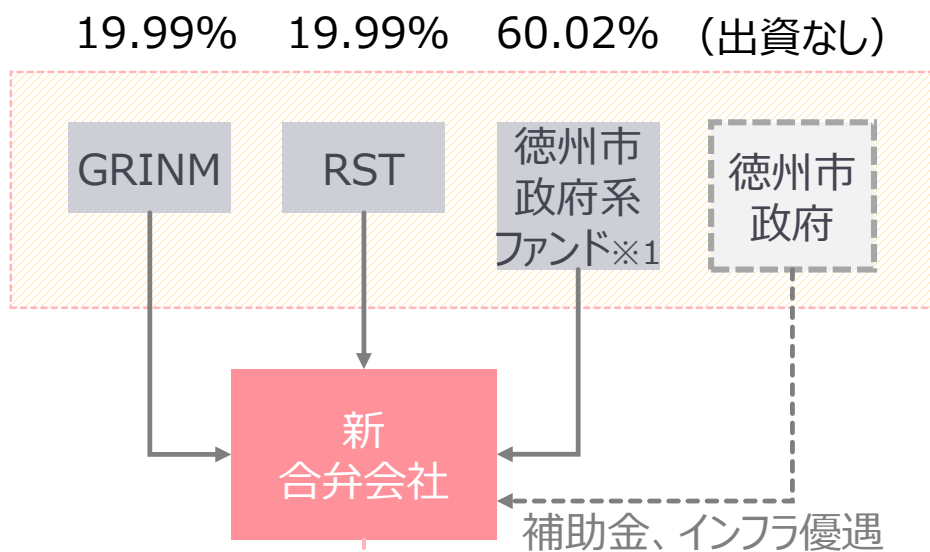 19.99% 19.99% 60.02% （出資なし）
GRINM
RST
徳州市
政府系
ファンド※1
徳州市
政府
新
合弁会社
補助金、インフラ優遇